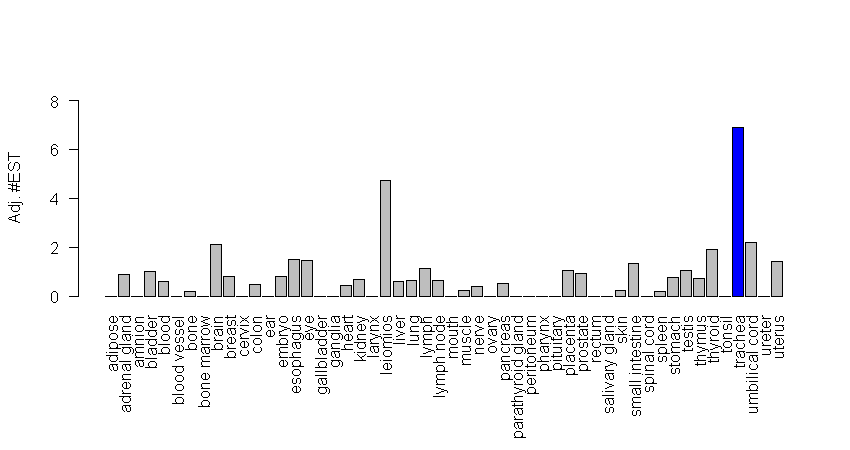 Adj. #EST
8
6
4
2
0
adipose
adrenal gland
amnion
bladder
blood
blood vessel
bone
bone marrow
brain
breast
cervix
colon
ear
embryo
esophagus
eye
gallbladder
ganglia
heart
kidney
larynx
leiomios
liver
lung
lymph
lymph node
mouth
muscle
nerve
ovary
pancreas
parathyroid gland
peritoneum
pharynx
pituitary
placenta
prostate
rectum
salivary gland
skin
small intestine
spinal cord
spleen
stomach
testis
thymus
thyroid
tonsil
trachea
umbilical cord
ureter
uterus